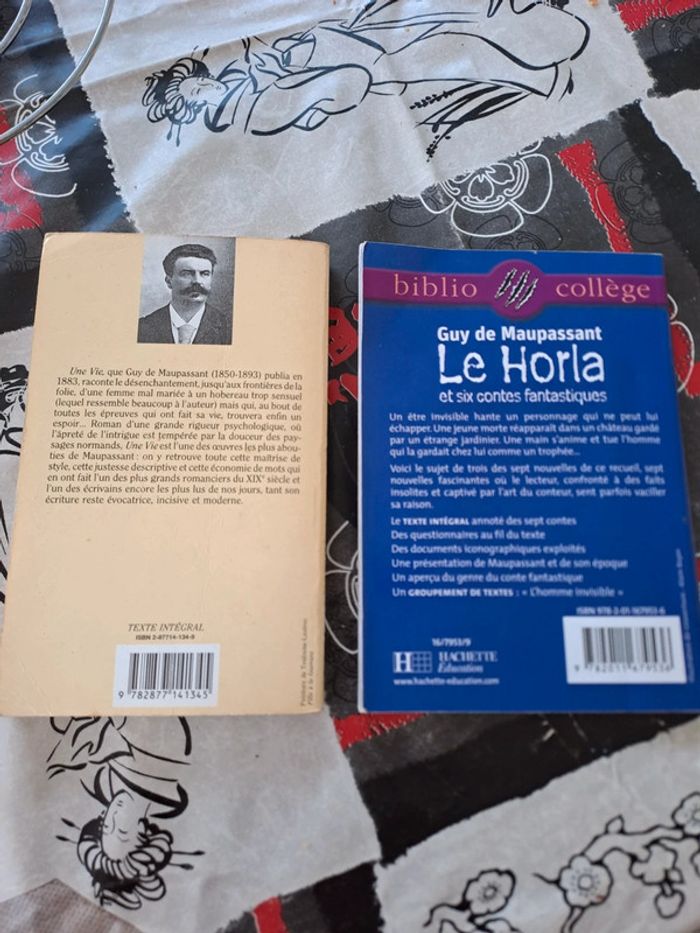 Une Vie, que Guy de Maupassant (1850-1893) publia en
1883, raconte le désenchantement, jusqu'aux frontières de la
folie, d'une femme mal mariée à un hobereau trop sensuel
(lequel ressemble beaucoup à l'auteur) mais qui, au bout de
toutes les épreuves qui ont fait sa vie, trouvera enfin un
espoir... Roman d'une grande rigueur psychologique, où
l'âpreté de l'intrigue est tempérée par la douceur des pay-
sages normands, Une Vie est l'une des œuvres les plus abou-
ties de Maupassant : on y retrouve toute cette maîtrise de
style, cette justesse descriptive et cette économie de mots qui
en ont fait l'un des plus grands romanciers du XIXe siècle et
l'un des écrivains encore les plus lus de nos jours, tant son
écriture reste évocatrice, incisive et moderne.
TEXTE INTÉGRAL
ISBN 2-87714-134-9
9 782877 141345
biblio collège
Guy de Maupassant
Le Horla
et six contes fantastiques
Un être invisible hante un personnage qui ne peut lui
échapper. Une jeune morte réapparaît dans un château gardé
par un étrange jardinier. Une main s'anime et tue l'homme
qui la gardait chez lui comme un trophée...
Voici le sujet de trois des sept nouvelles de ce recueil, sept
nouvelles fascinantes où le lecteur, confronté à des faits
insolites et captivé par l'art du conteur, sent parfois vaciller
sa raison.
Le TEXTE INTÉGRAL annoté des sept contes
Des questionnaires au fil du texte
Des documents iconographiques exploités
Une présentation de Maupassant et de son époque
Un aperçu du genre du conte fantastique
Un GROUPEMENT DE TEXTES : « L'homme invisible »
ISBN 978-2-01-167953-6
16/7953/9
H HACHETTE
Éducation
www.hachette-education.com
9 782011 679536